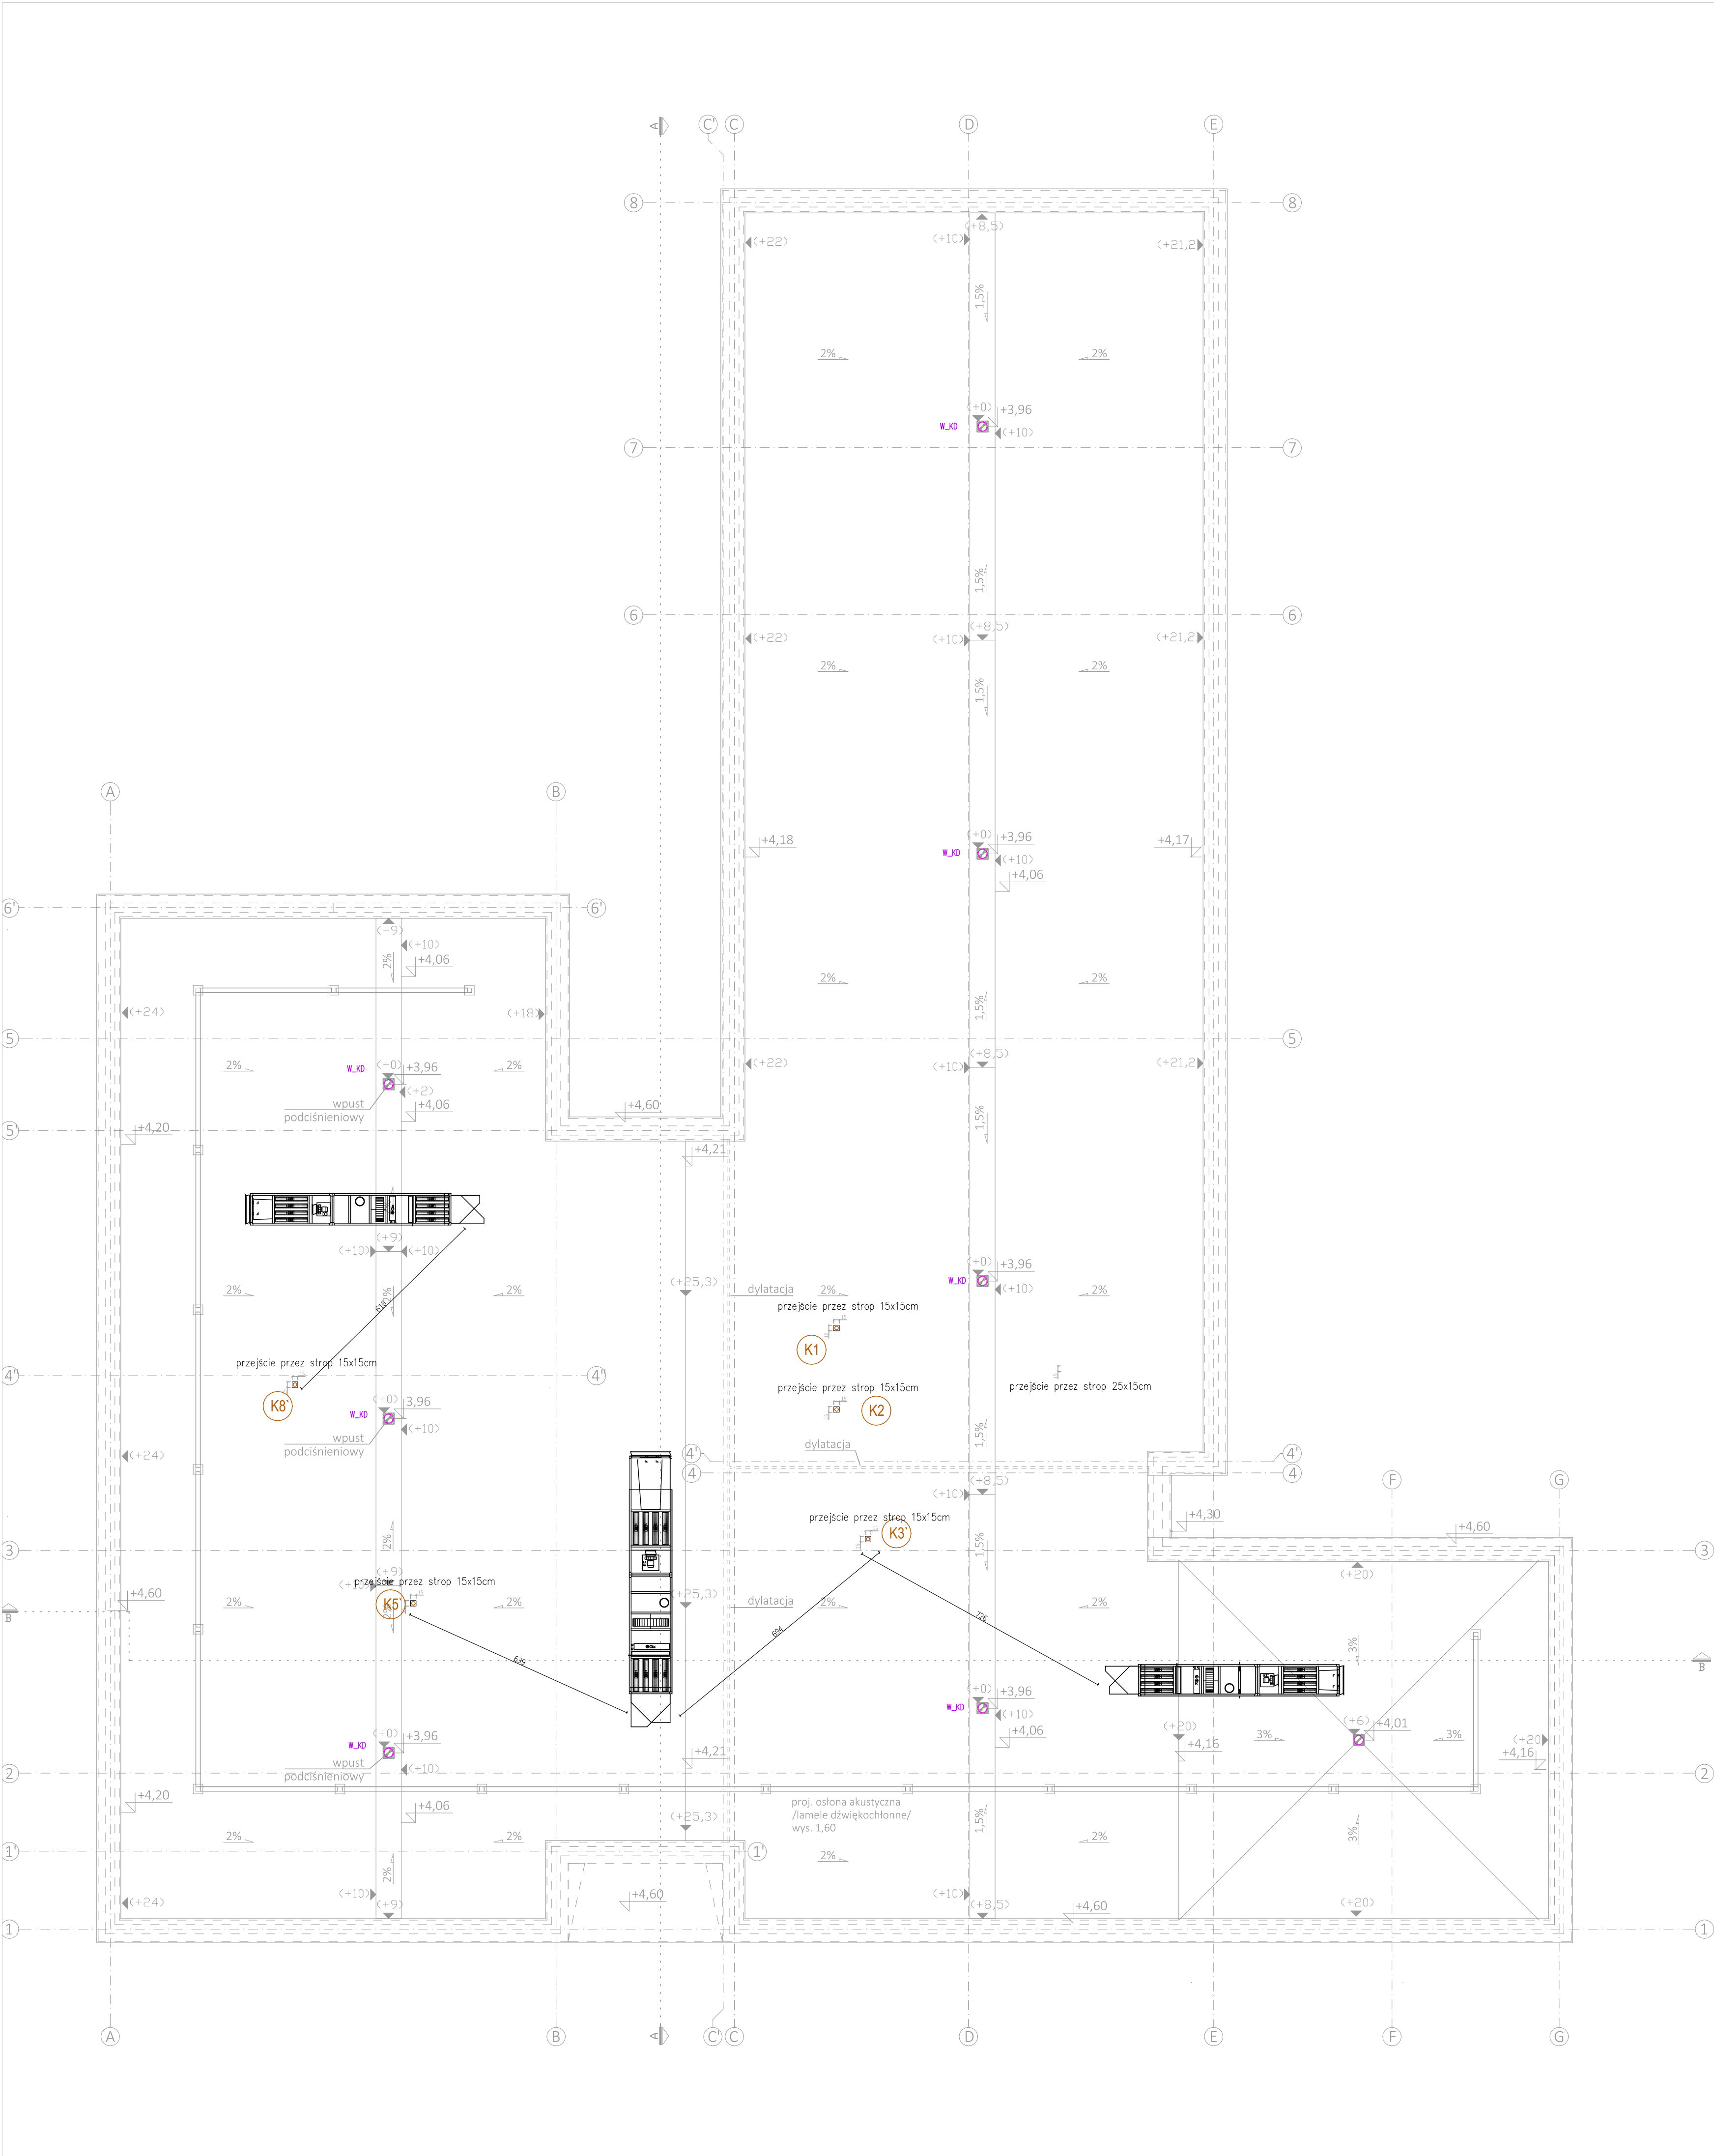 A
C'
C
D
E
8
8
(+22)
(+10)
(+8,5)
(+21,2
1,5%
2%
2%
(+0)
+3,96
W_KD
(+10)
7
7
1,5%
6
6
(+22)
(+10)
(+8,5)
(+21,2
2%
2%
1,5%
A
B
+4,18
(+0)
+3,96
+4,17
W_KD
(+10)
+4,06
6'
6'
(+9)
(+10)
2%
+4,06
2%
2%
(+24)
(+18)
1,5%
5
5
2%
W_KD
(+0)
+3,96
2%
(+22)
(+10)
(+8,5)
(+21,2
(+2)
wpust
podciśnieniowy
+4,06
+4,60
1,5%
5'
+4,20
+4,21
(+9)
(+10)
(+10)
(+0)
+3,96
W_KD
(+25,3)
(+10)
2%
2%
dylatacja
2%
2%
616
przejście przez strop 15x15cm
K1
przejście przez strop 15x15cm
4"
4"
K8`
przejście przez strop 15x15cm
K2
przejście przez strop 25x15cm
(+0)
+3,96
W_KD
(+10)
wpust
podciśnieniowy
(+24)
1,5%
dylatacja
4'
4'
4
4
F
G
(+10)
(+8,5)
przejście przez strop 15x15cm
K3`
+4,30
+4,60
2%
1,5%
3
3
(+9)
przejście przez strop 15x15cm
(+20)
+4,60
K5`
(+25,3)
B
2%
2%
2%
dylatacja
2%
2%
726
694
639
3%
B
(+0)
+3,96
W_KD
(+10)
+4,06
(+20)
+4,16
3%
(+6)
+4,01
3%
(+20
+4,16
W_KD
(+0)
+3,96
wpust
podciśnieniowy
(+10)
+4,21
2
2
+4,20
+4,06
proj. osłona akustyczna
/lamele dźwiękochłonne/
wys. 1,60
(+25,3)
1,5%
3%
2%
2%
2%
1'
1'
2%
2%
(+24)
(+10)
(+9)
+4,60
(+10)
(+8,5)
+4,60
(+20)
1
1
A
B
A
C'
C
D
E
F
G